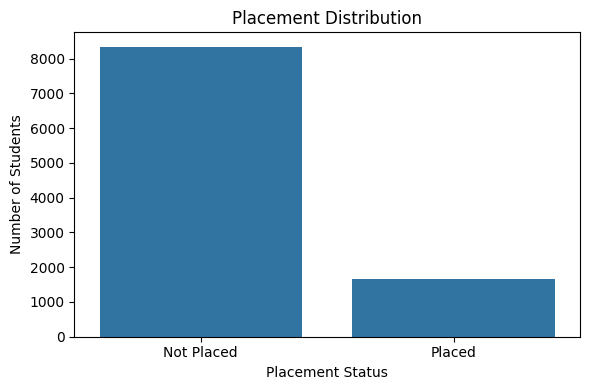 Placement Distribution
8000
7000
6000
5000
4000
3000
2000
1000
0
Number of Students
Not Placed
Placed
Placement Status